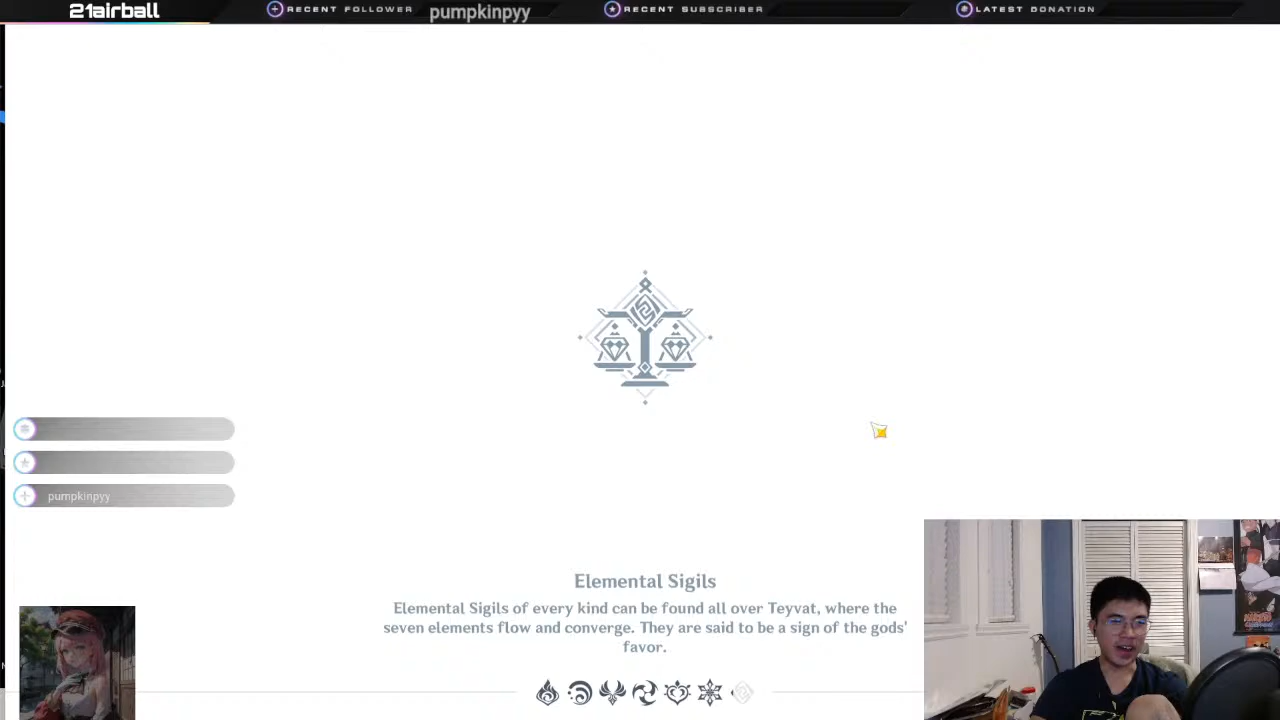 21airball
RECENT FOLLOWER
pumpkinpyy
RECENT SUBSCRIBER
LATEST DONATION
pumpkinpyy
Elemental Sigils
Elemental Sigils of every kind can be found all over Teyvat, where the
seven elements flow and converge. They are said to be a sign of the gods'
favor.